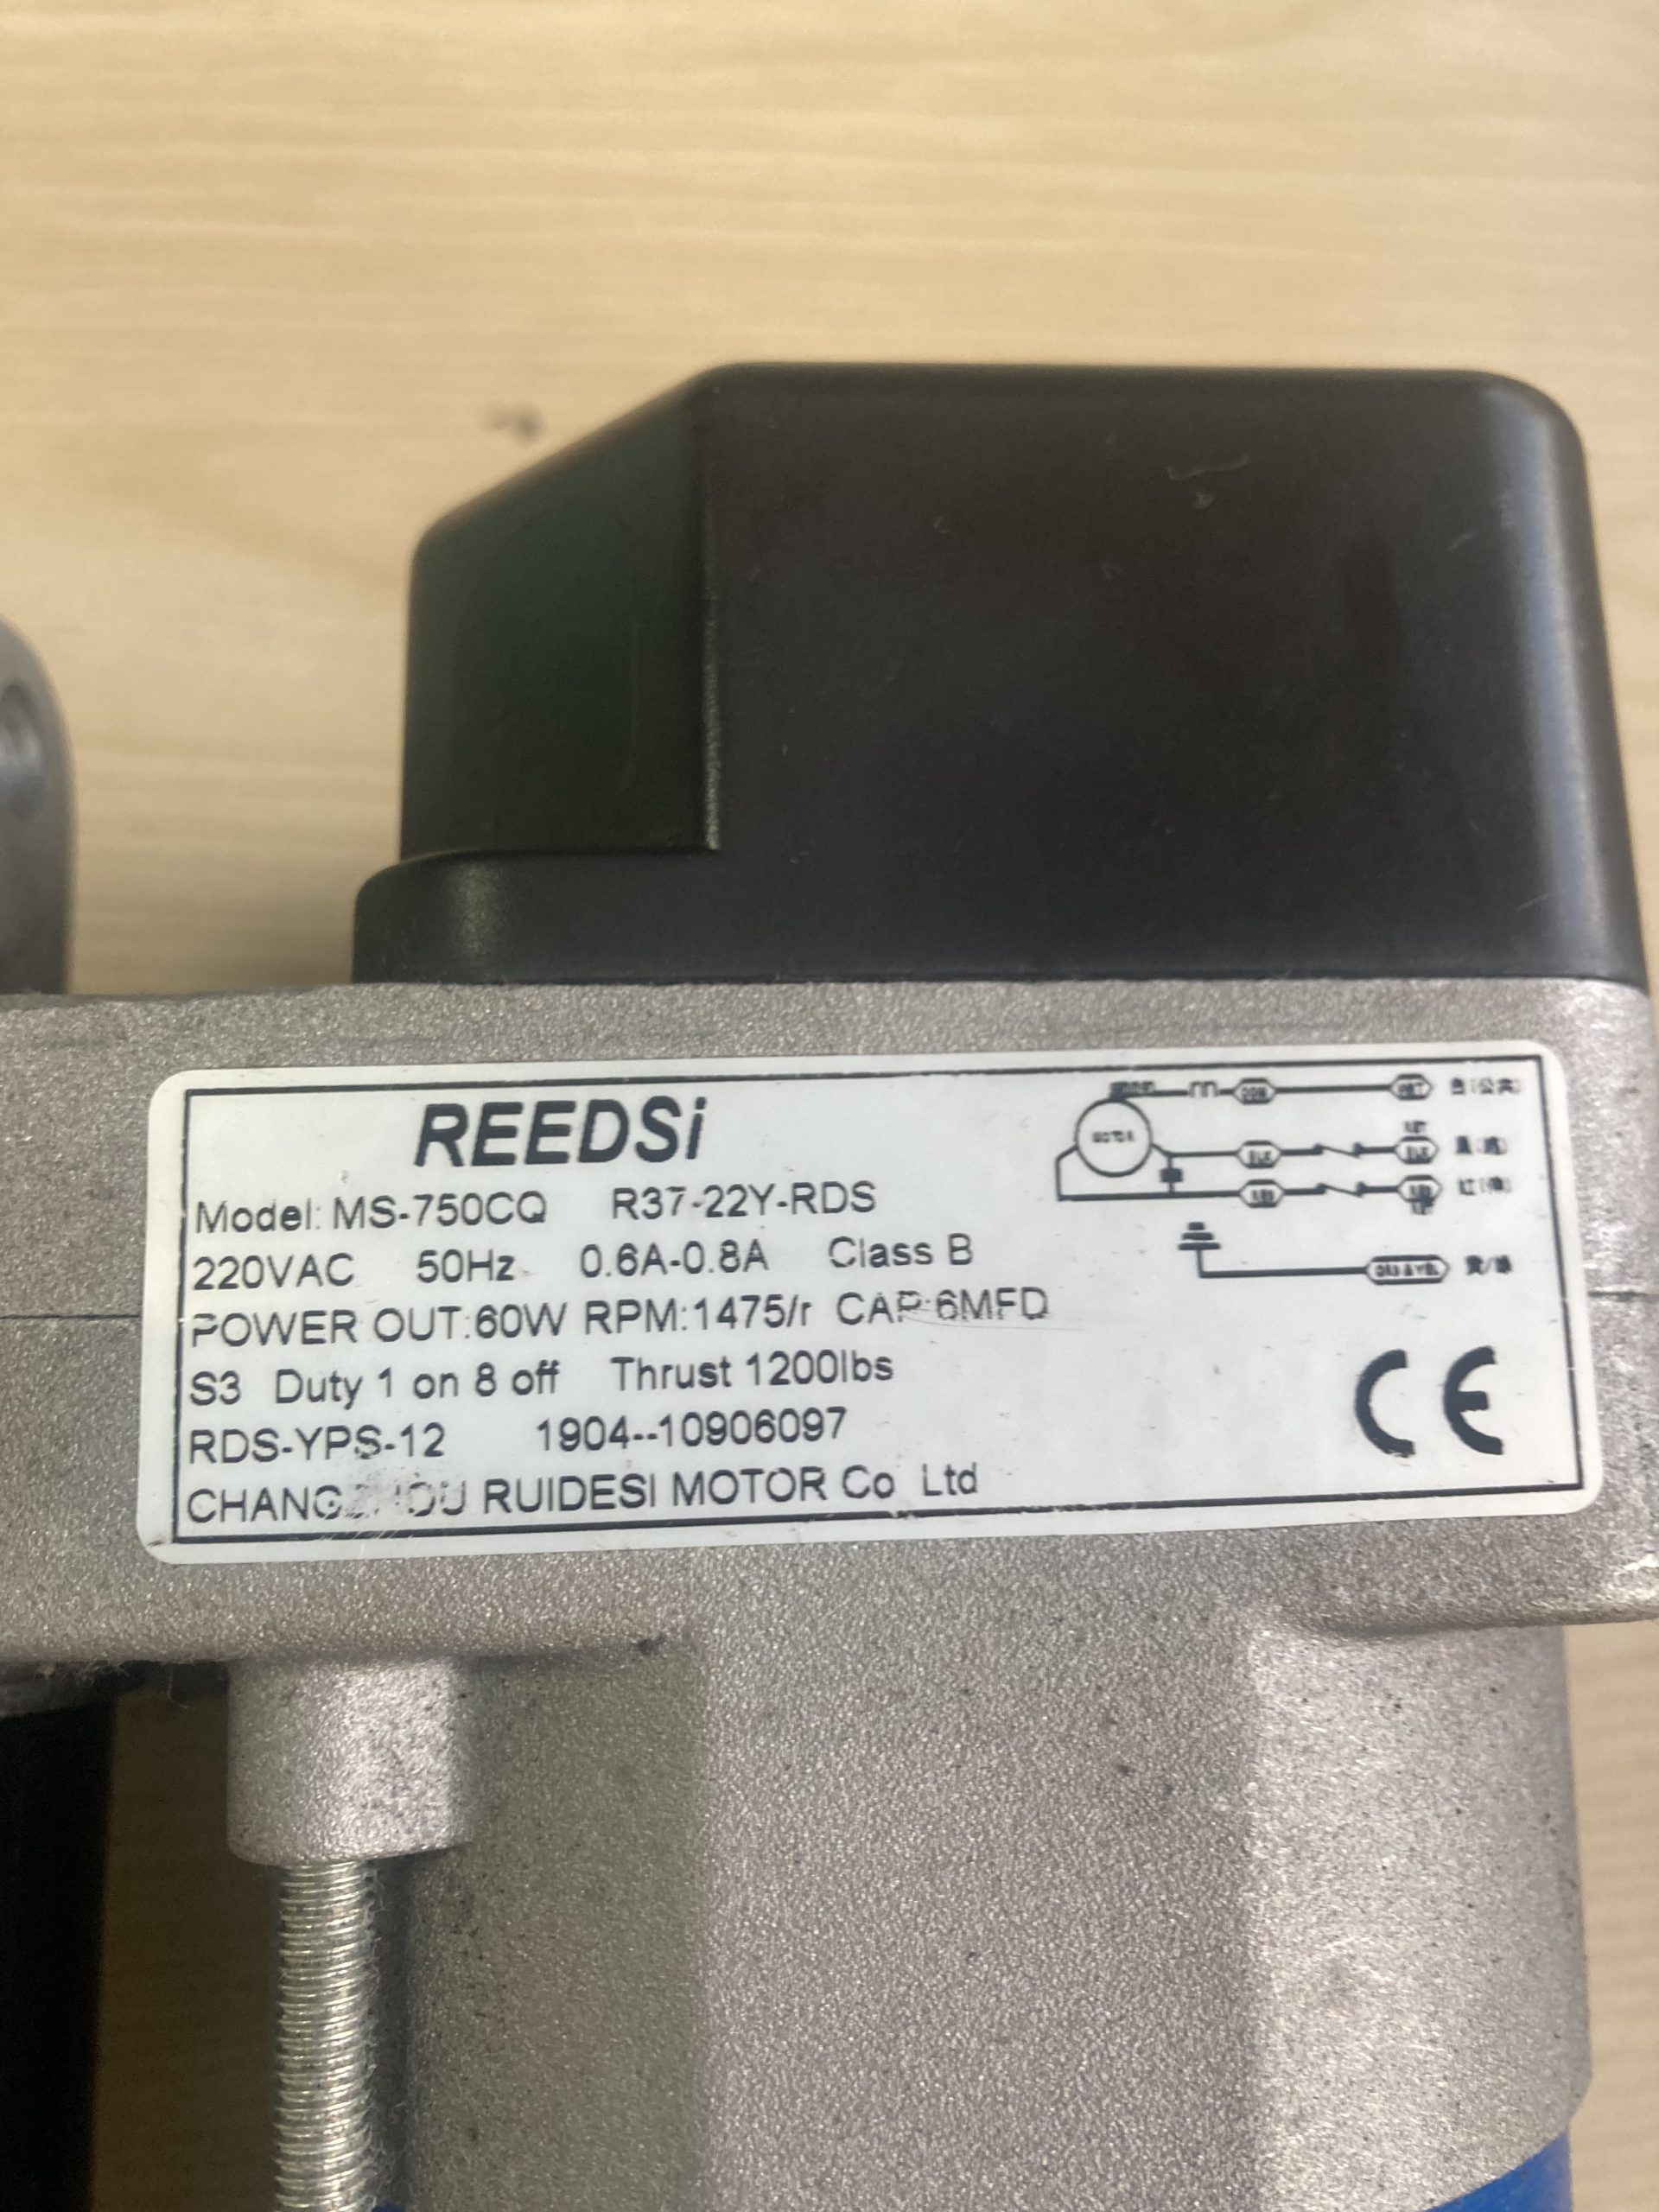 REEDSi
Model: MS-750CQ R37-22Y-RDS
220VAC 50Hz 0.6A-0.8A Class B
POWER OUT:60W RPM:1475/r CAP:6MFD
S3 Duty 1 on 8 off Thrust 1200lbs
RDS-YPS-12 1904--10906097
CHANGZHOU RUIDESI MOTOR Co Ltd
MOTOR
CE